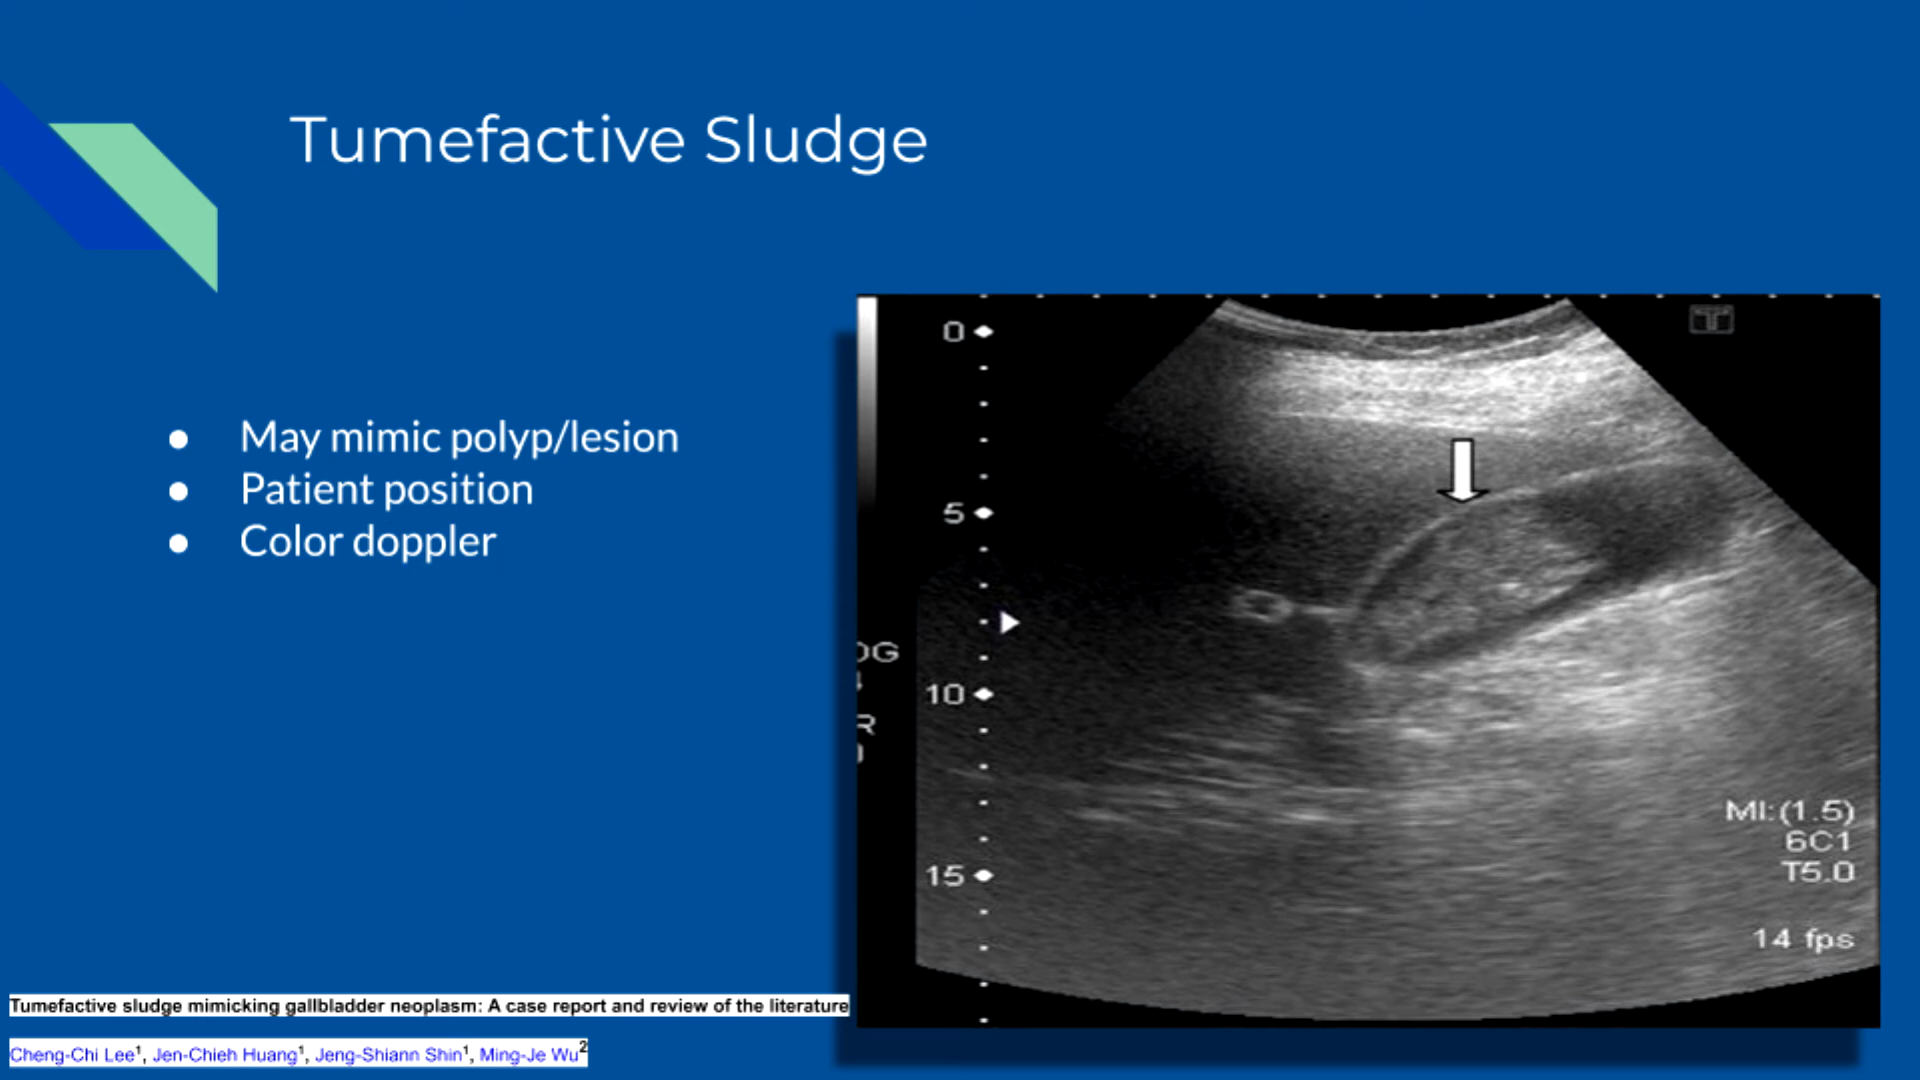 Tumefactive Sludge
● May mimic polyp/lesion
● Patient position
● Color doppler
0
5
10
15
T
MI:(1.5)
6C1
T5.0
14 fps
Tumefactive sludge mimicking gallbladder neoplasm: A case report and review of the literature
Cheng-Chi Lee1, Jen-Chieh Huang1, Jeng-Shiann Shin1, Ming-Je Wu2